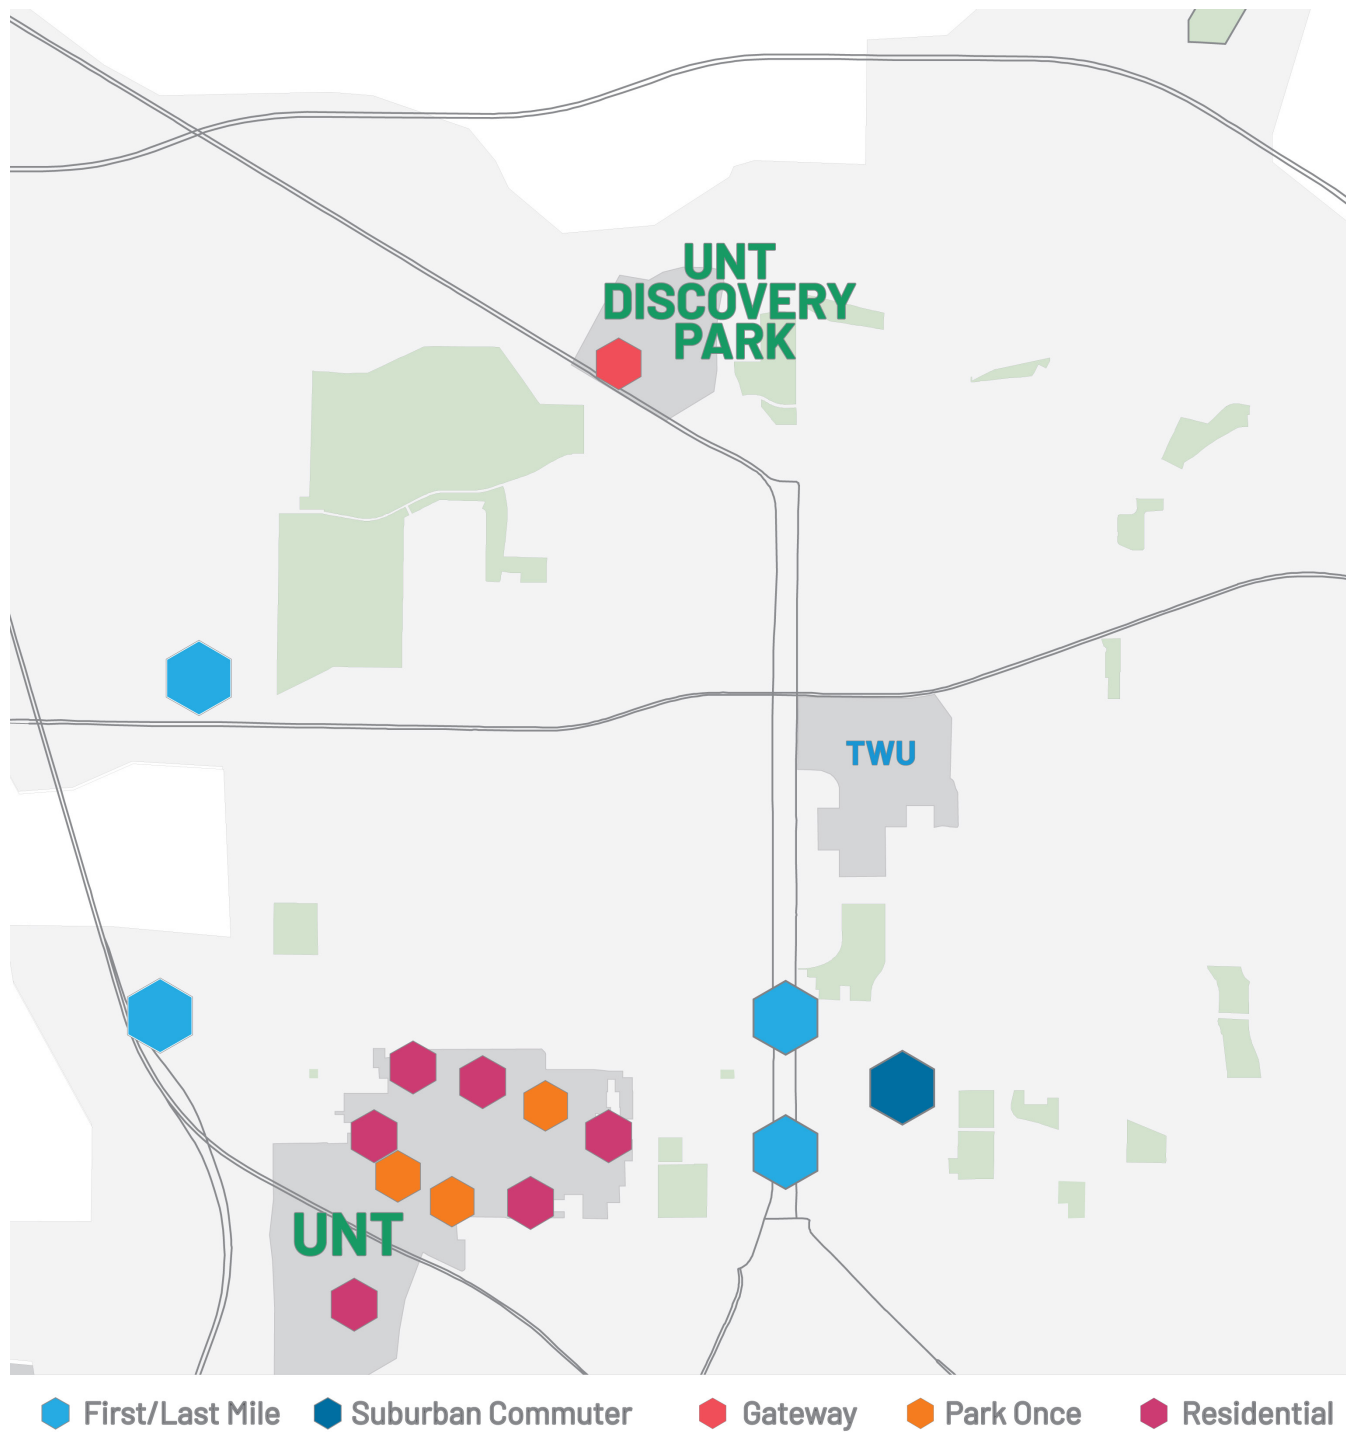 UNT
DISCOVERY
PARK
TWU
UNT
First/Last Mile
Suburban Commuter
Gateway
Park Once
Residential